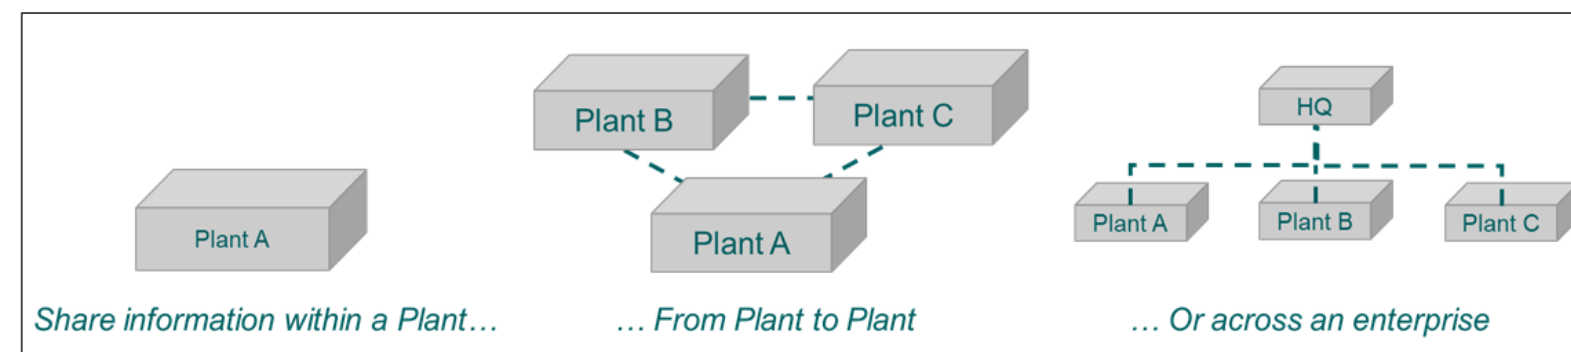 Plant A
Share information within a Plant…
Plant B
Plant C
Plant A
… From Plant to Plant
HQ
Plant A
Plant B
Plant C
… Or across an enterprise